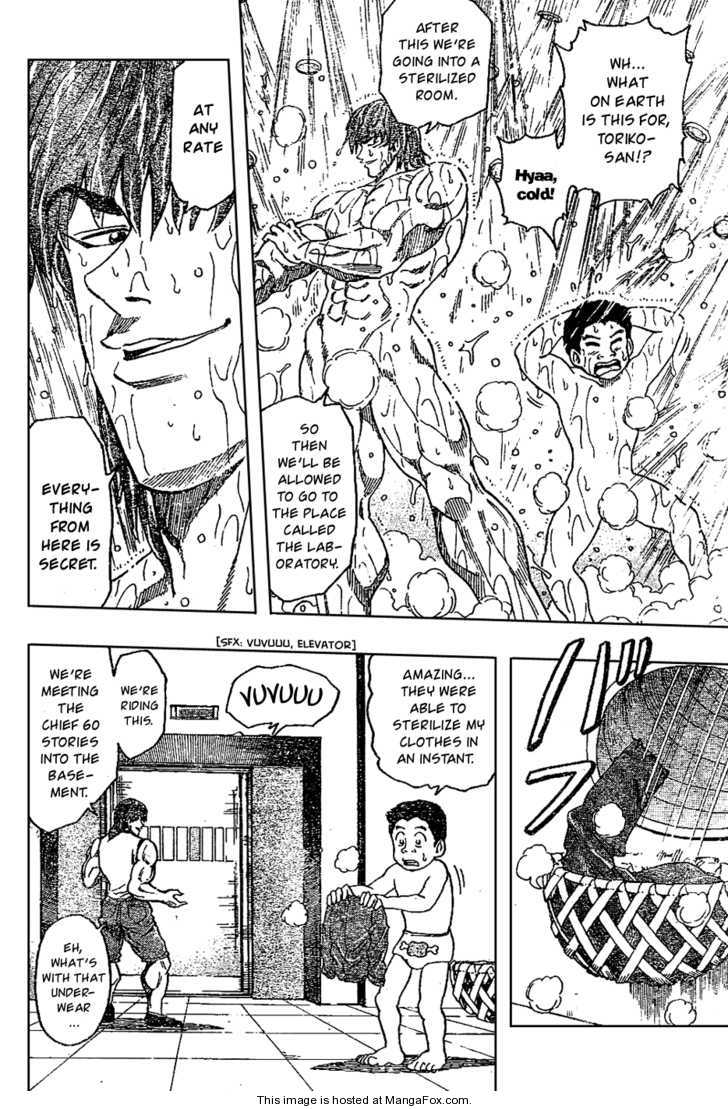 WH...
WHAT
ON EARTH
IS THIS FOR,
TORIKO-
SAN!?
Hyaa,
cold!
AFTER
THIS WE'RE
GOING INTO A
STERILIZED
ROOM.
SO
THEN
WE'LL BE
ALLOWED
TO GO TO
THE PLACE
CALLED
THE LAB-
ORATORY.
AT
ANY
RATE
EVERY-
THING
FROM
HERE IS
SECRET.
バババ
フ
AMAZING...
THEY WERE
ABLE TO
STERILIZE MY
CLOTHES IN
AN INSTANT.
[SFX: VUVUUU, ELEVATOR]
VUVUUU
WE'RE
RIDING
THIS.
WE'RE
MEETING
THE
CHIEF 60
STORIES
INTO THE
BASE-
MENT.
EH,
WHAT'S
WITH THAT
UNDER-
WEAR
...
This image is hosted at MangaFox.com.